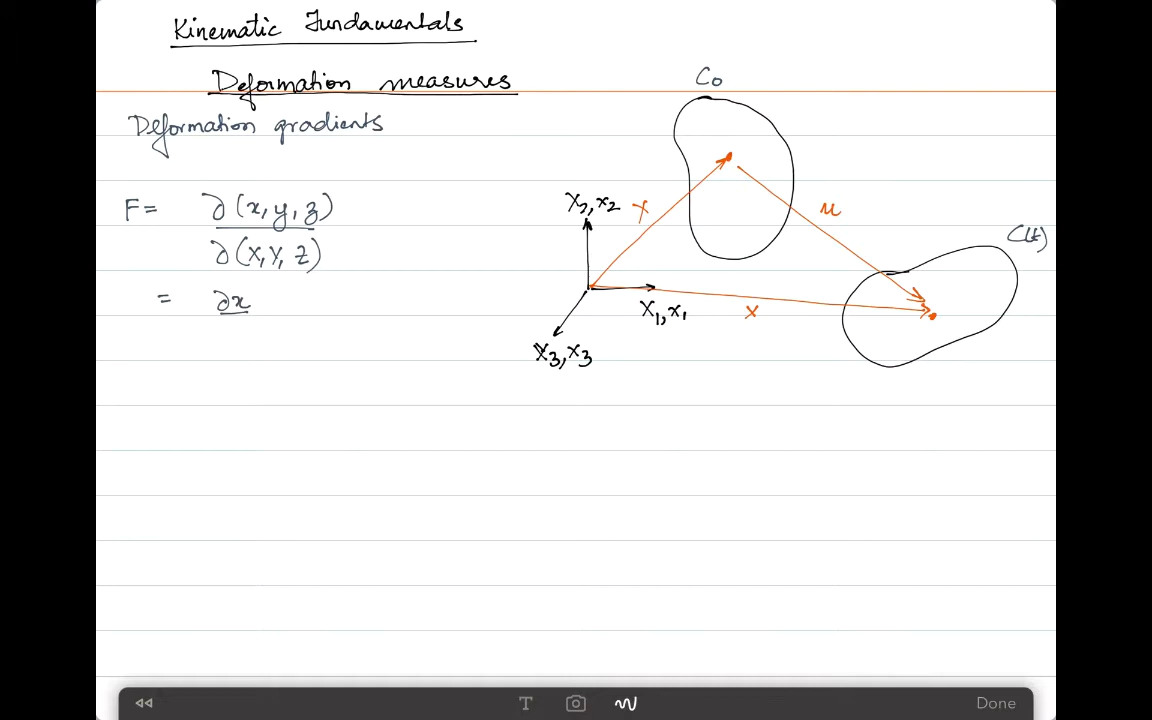 Kinematic Fundamentals
Deformation measures
Deformation gradients
F = ∂(x, y, z)
∂(X, Y, Z)
= ∂x
C₀
X₂, x₂
X
u
C(t)
X₁, x₁
x
X₃, x₃
T
Done